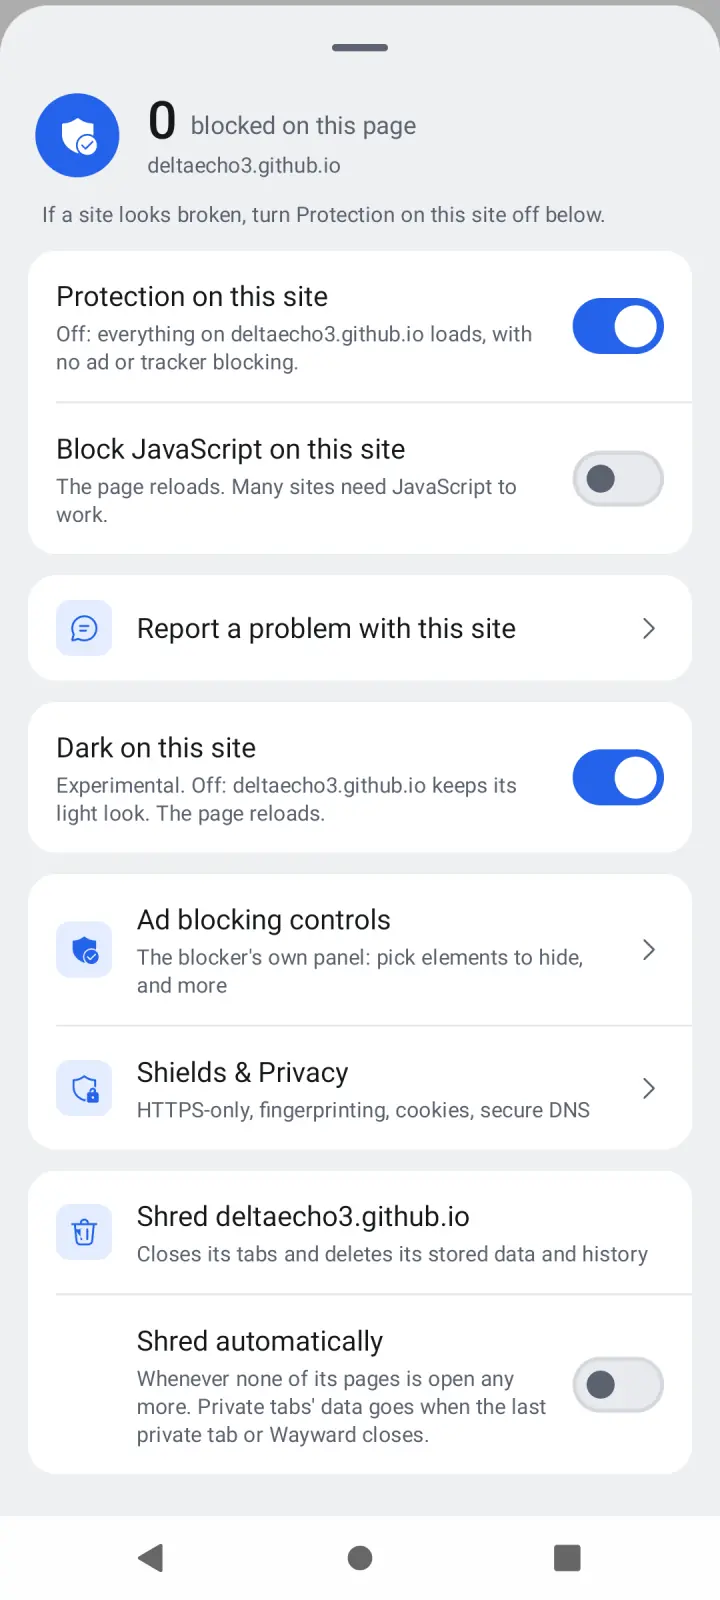 0 blocked on this page
deltaecho3.github.io
If a site looks broken, turn Protection on this site off below.
Protection on this site
Off: everything on deltaecho3.github.io loads, with
no ad or tracker blocking.
Block JavaScript on this site
The page reloads. Many sites need JavaScript to
work.
Report a problem with this site
Dark on this site
Experimental. Off: deltaecho3.github.io keeps its
light look. The page reloads.
Ad blocking controls
The blocker's own panel: pick elements to hide,
and more
Shields & Privacy
HTTPS-only, fingerprinting, cookies, secure DNS
Shred deltaecho3.github.io
Closes its tabs and deletes its stored data and history
Shred automatically
Whenever none of its pages is open any
more. Private tabs' data goes when the last
private tab or Wayward closes.